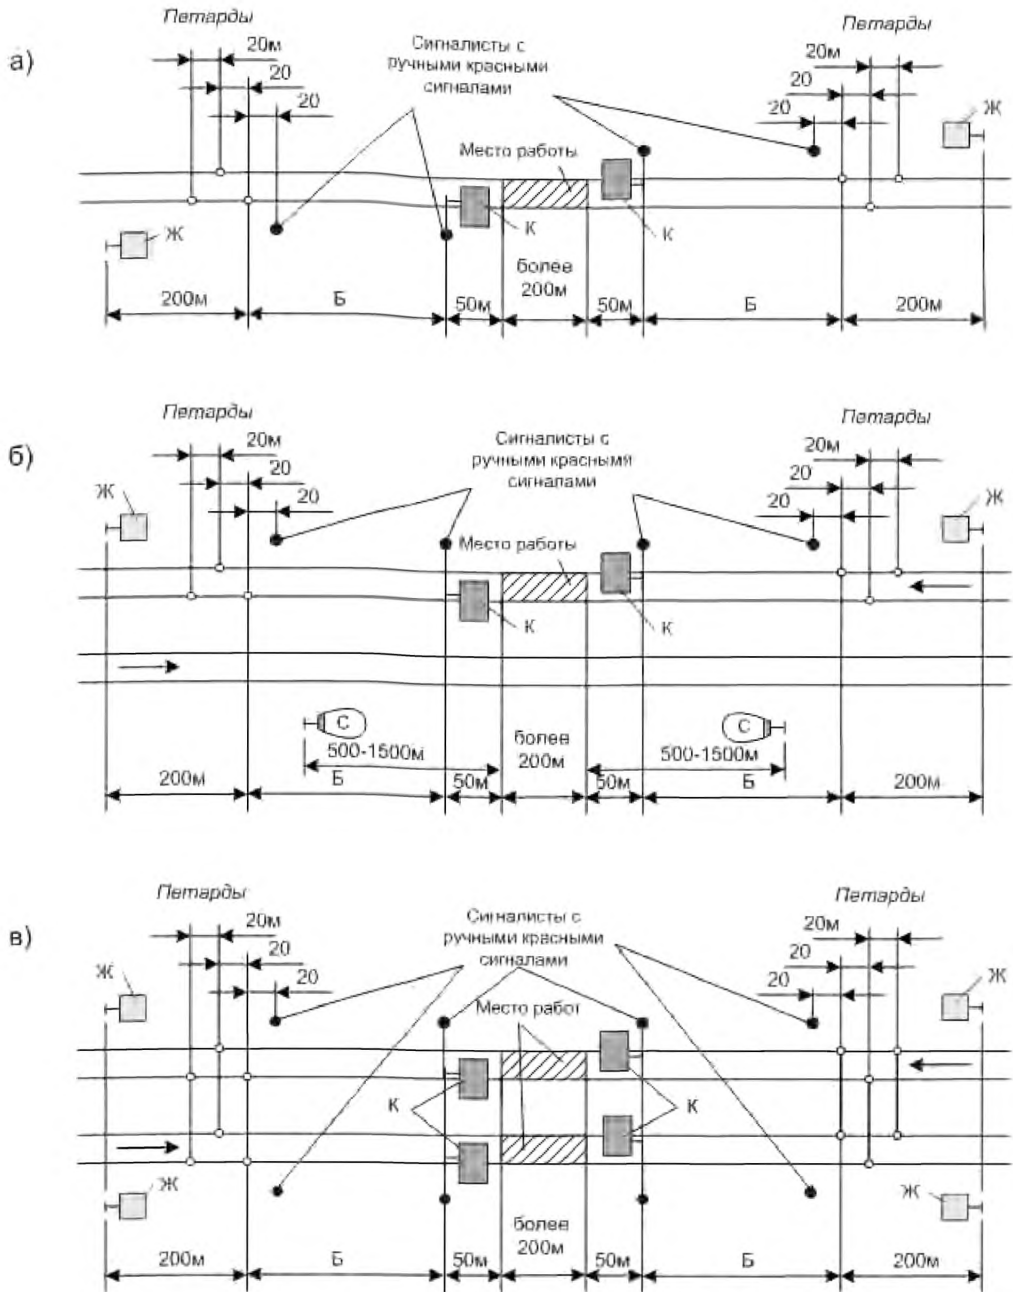 а)
Петарды
20м
20
20
Сигналисты с
ручными красными
сигналами
Петарды
20м
20
20
Ж
Место работы
К
К
Ж
более
200м
200м
Б
50м
50м
Б
200м
б)
Петарды
20м
20
20
Сигналисты с
ручными красными
сигналами
Петарды
20м
20
20
Ж
Ж
Место работы
К
К
С
500-1500м
более
200м
С
500-1500м
200м
Б
50м
50м
Б
200м
в)
Петарды
20м
20
20
Сигналисты с
ручными красными
сигналами
Петарды
20м
20
20
Ж
Ж
Место работ
К
К
Ж
Ж
более
200м
200м
Б
50м
50м
Б
200м